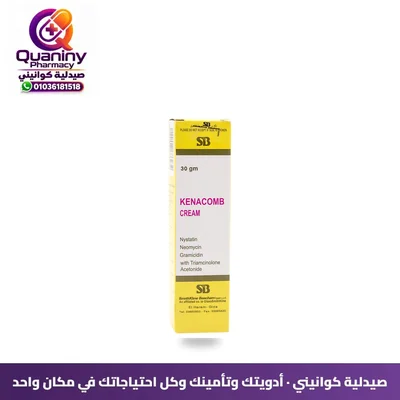 Quaniny
Pharmacy
صيدلية كوانيني
01036181518
SB
SB
30 gm
KENACOMB
CREAM
Nystatin
Neomycin
Gramicidin
with Triamcinolone
Acetonide
SB
صيدلية كوانيني - أدويتك وتأمينك وكل احتياجاتك في مكان واحد